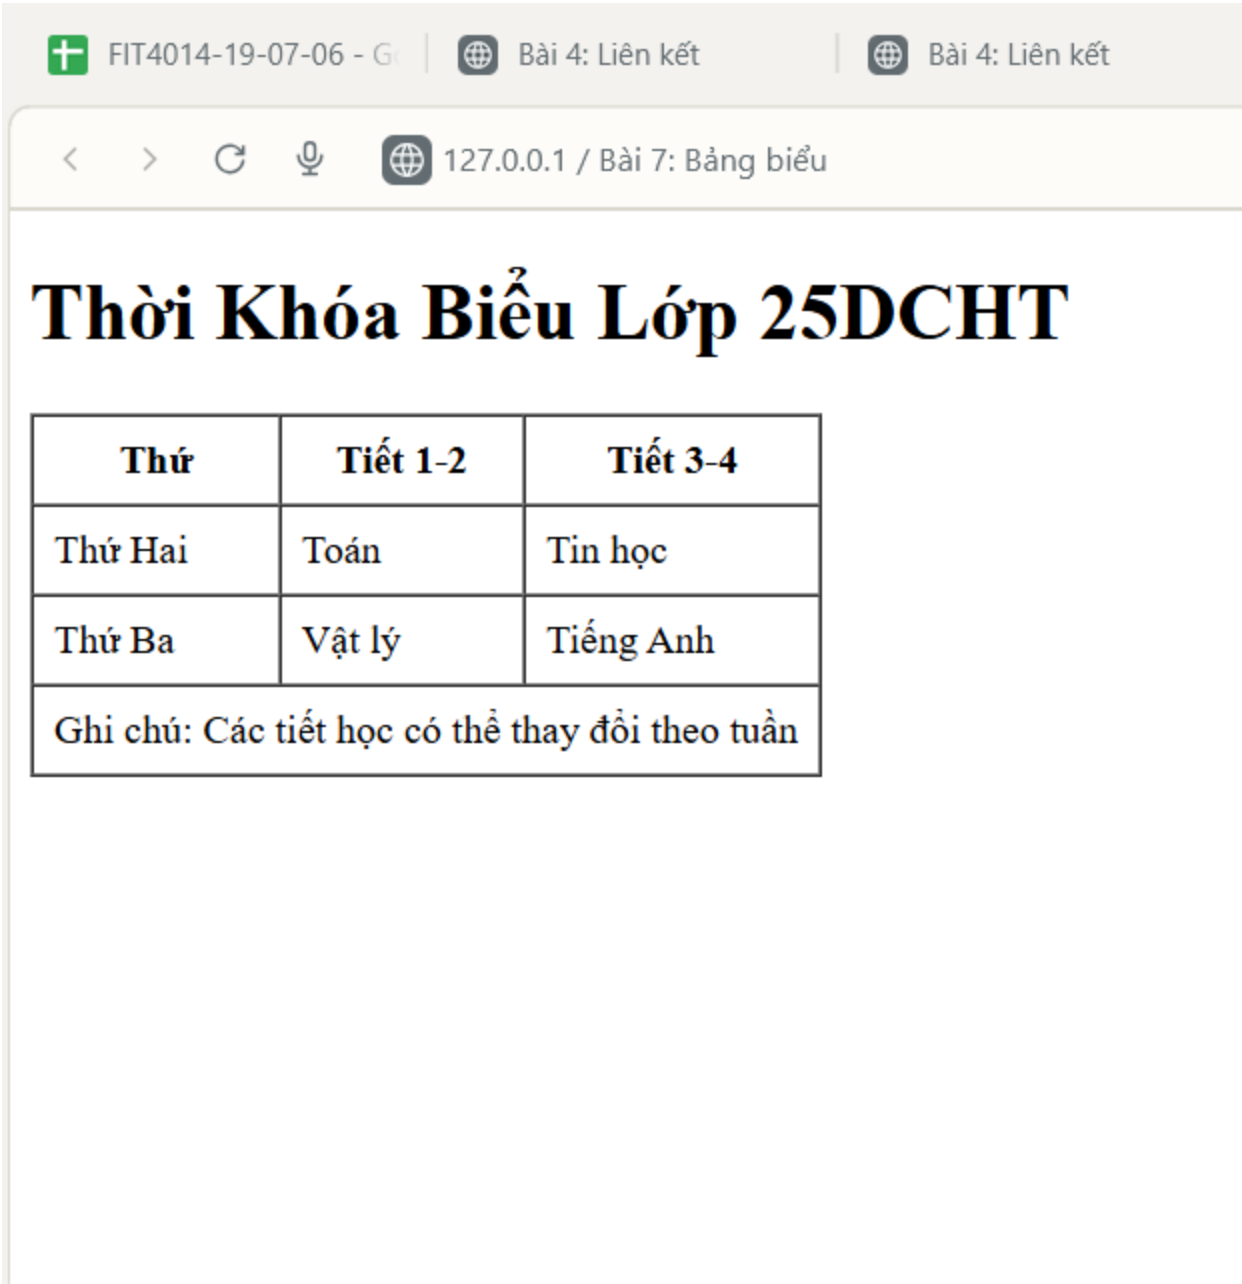 FIT4014-19-07-06 - G
Bài 4: Liên kết
Bài 4: Liên kết
127.0.0.1 / Bài 7: Bảng biểu
Thời Khóa Biểu Lớp 25DCHT
Thứ Tiết 1-2 Tiết 3-4
Thứ Hai Toán Tin học
Thứ Ba Vật lý Tiếng Anh
Ghi chú: Các tiết học có thể thay đổi theo tuần